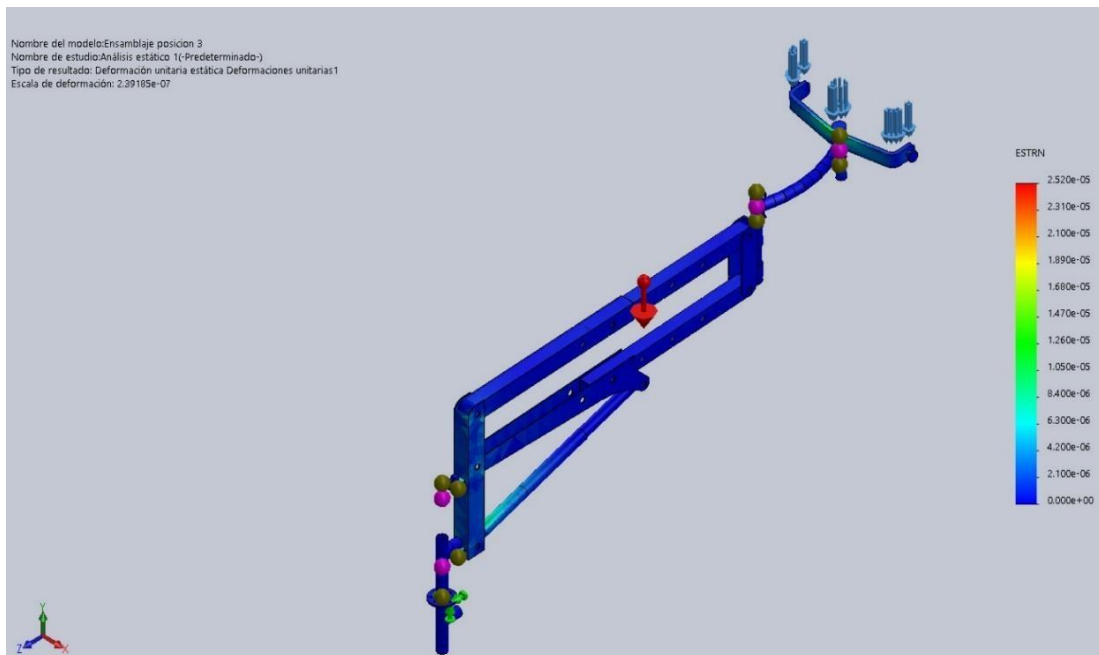 Nombre del modelo:Ensamblaje posicion 3
Nombre de estudio:Análisis estático 1(-Predeterminado-)
Tipo de resultado: Deformación unitaria estática Deformaciones unitarias1
Escala de deformación: 2.39185e-07
ESTRN
2.520e-05
2.310e-05
2.100e-05
1.890e-05
1.680e-05
1.470e-05
1.260e-05
1.050e-05
8.400e-06
6.300e-06
4.200e-06
2.100e-06
0.000e+00
Y
Z
X